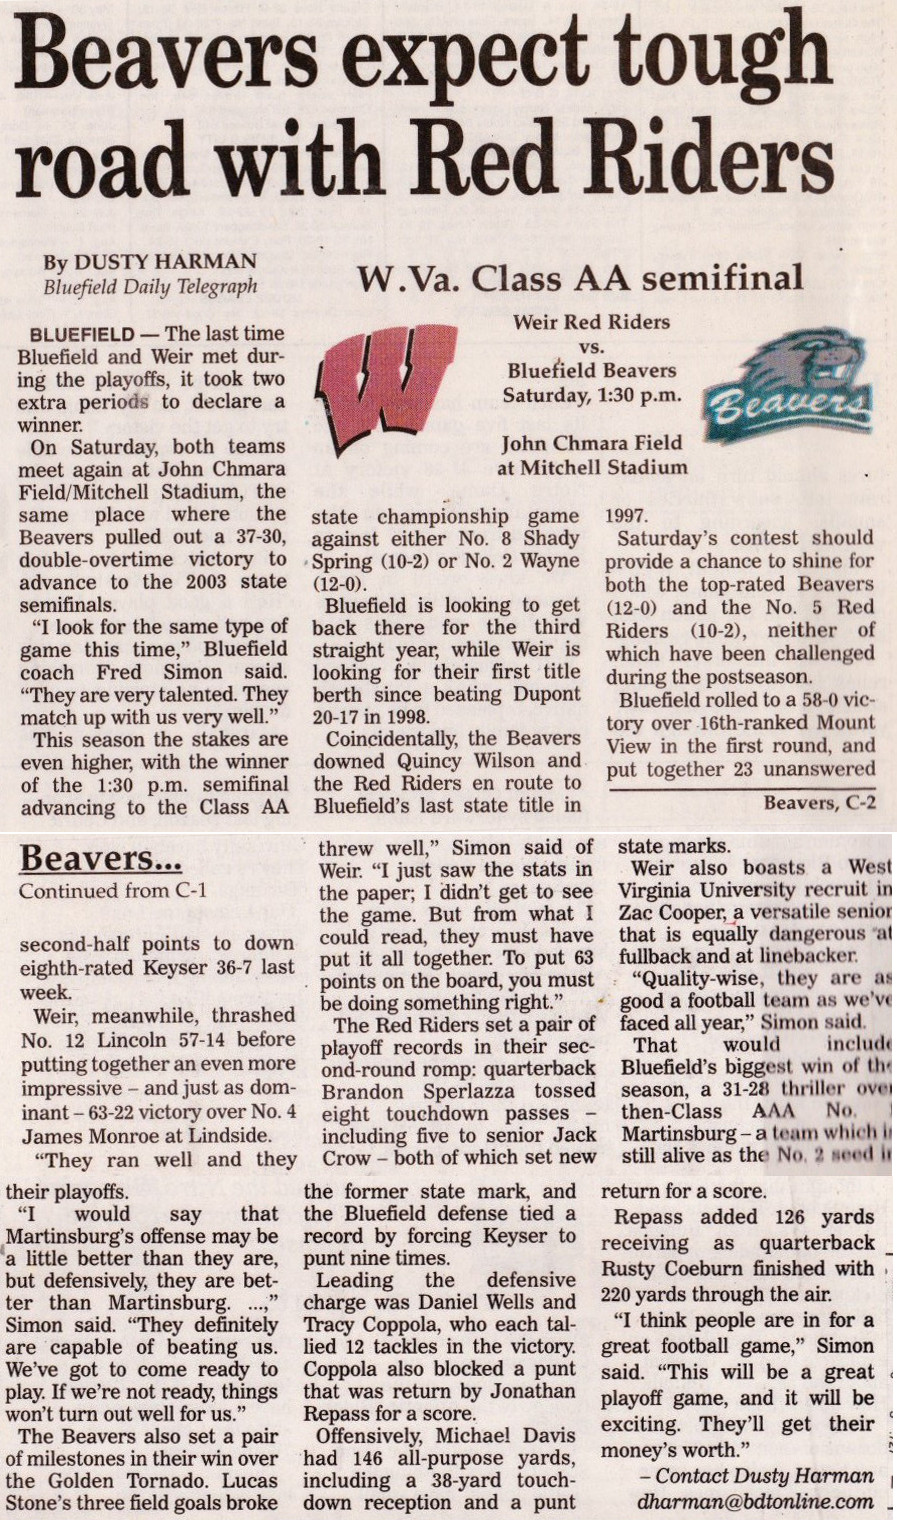 Beavers expect tough
road with Red Riders
By DUSTY HARMAN
Bluefield Daily Telegraph
BLUEFIELD — The last time
Bluefield and Weir met dur-
ing the playoffs, it took two
extra periods to declare a
winner.
On Saturday, both teams
meet again at John Chmara
Field/Mitchell Stadium, the
same place where the
Beavers pulled out a 37-30,
double-overtime victory to
advance to the 2003 state
semifinals.
“I look for the same type of
game this time,” Bluefield
coach Fred Simon said.
“They are very talented. They
match up with us very well.”
This season the stakes are
even higher, with the winner
of the 1:30 p.m. semifinal
advancing to the Class AA
W.Va. Class AA semifinal
W
Weir Red Riders
vs.
Bluefield Beavers
Saturday, 1:30 p.m.
John Chmara Field
at Mitchell Stadium
Beavers
state championship game
against either No. 8 Shady
Spring (10-2) or No. 2 Wayne
(12-0).
Bluefield is looking to get
back there for the third
straight year, while Weir is
looking for their first title
berth since beating Dupont
20-17 in 1998.
Coincidentally, the Beavers
downed Quincy Wilson and
the Red Riders en route to
Bluefield’s last state title in
1997.
Saturday’s contest should
provide a chance to shine for
both the top-rated Beavers
(12-0) and the No. 5 Red
Riders (10-2), neither of
which have been challenged
during the postseason.
Bluefield rolled to a 58-0 vic-
tory over 16th-ranked Mount
View in the first round, and
put together 23 unanswered
Beavers, C-2
Beavers...
Continued from C-1
second-half points to down
eighth-rated Keyser 36-7 last
week.
Weir, meanwhile, thrashed
No. 12 Lincoln 57-14 before
putting together an even more
impressive – and just as dom-
inant – 63-22 victory over No. 4
James Monroe at Lindside.
“They ran well and they
threw well,” Simon said of
Weir. “I just saw the stats in
the paper; I didn’t get to see
the game. But from what I
could read, they must have
put it all together. To put 63
points on the board, you must
be doing something right.”
The Red Riders set a pair of
playoff records in their sec-
ond-round romp: quarterback
Brandon Sperlazza tossed
eight touchdown passes –
including five to senior Jack
Crow – both of which set new
state marks.
Weir also boasts a West
Virginia University recruit in
Zac Cooper, a versatile senior
that is equally dangerous at
fullback and at linebacker.
“Quality-wise, they are as
good a football team as we’ve
faced all year,” Simon said.
That would include
Bluefield’s biggest win of the
season, a 31-28 thriller over
then-Class AAA No.
Martinsburg – a team which is
still alive as the No. 2 seed in
their playoffs.
“I would say that
Martinsburg’s offense may be
a little better than they are,
but defensively, they are bet-
ter than Martinsburg. ...,”
Simon said. “They definitely
are capable of beating us.
We’ve got to come ready to
play. If we’re not ready, things
won’t turn out well for us.”
The Beavers also set a pair
of milestones in their win over
the Golden Tornado. Lucas
Stone’s three field goals broke
the former state mark, and
the Bluefield defense tied a
record by forcing Keyser to
punt nine times.
Leading the defensive
charge was Daniel Wells and
Tracy Coppola, who each tal-
lied 12 tackles in the victory.
Coppola also blocked a punt
that was return by Jonathan
Repass for a score.
Offensively, Michael Davis
had 146 all-purpose yards,
including a 38-yard touch-
down reception and a punt
return for a score.
Repass added 126 yards
receiving as quarterback
Rusty Coeburn finished with
220 yards through the air.
“I think people are in for a
great football game,” Simon
said. “This will be a great
playoff game, and it will be
exciting. They’ll get their
money’s worth.”
– Contact Dusty Harman
dharman@bdtonline.com